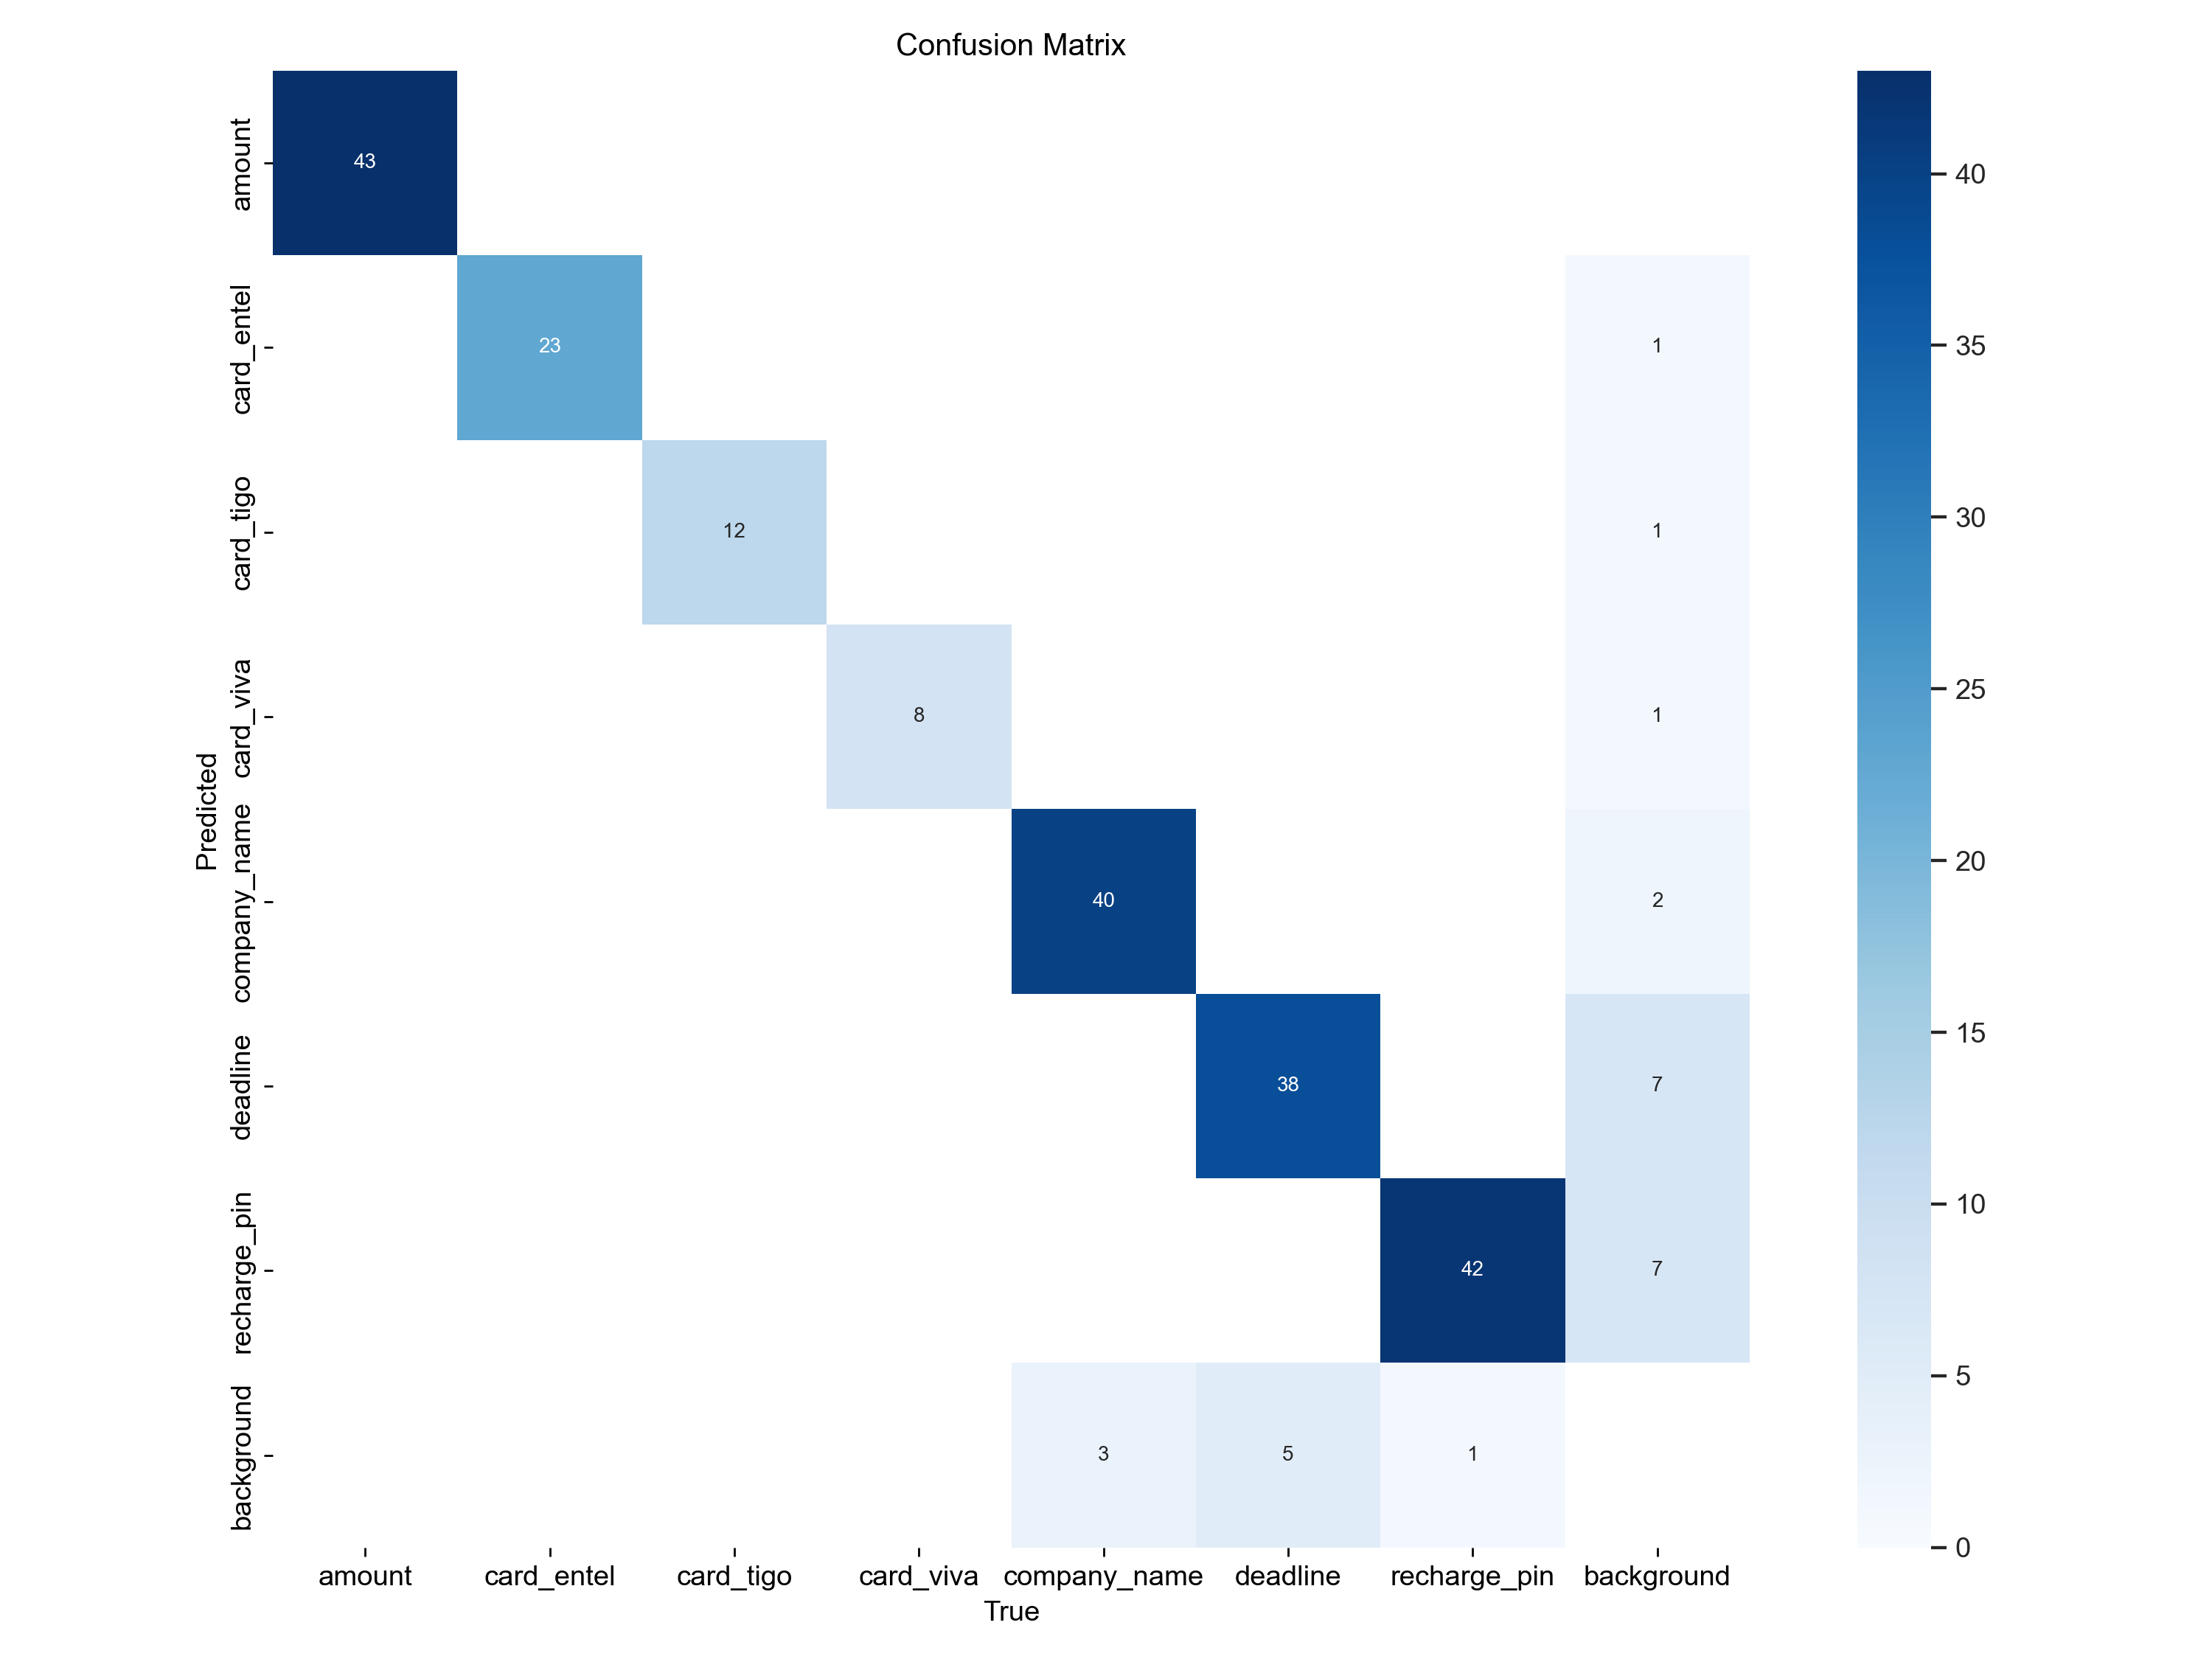 Confusion Matrix
amount
43
card_entel
23
1
card_tigo
12
1
card_viva
8
1
company_name
40
2
deadline
38
7
recharge_pin
42
7
background
3
5
1
Predicted
amount
card_entel
card_tigo
card_viva
company_name
deadline
recharge_pin
background
True
40
35
30
25
20
15
10
5
0